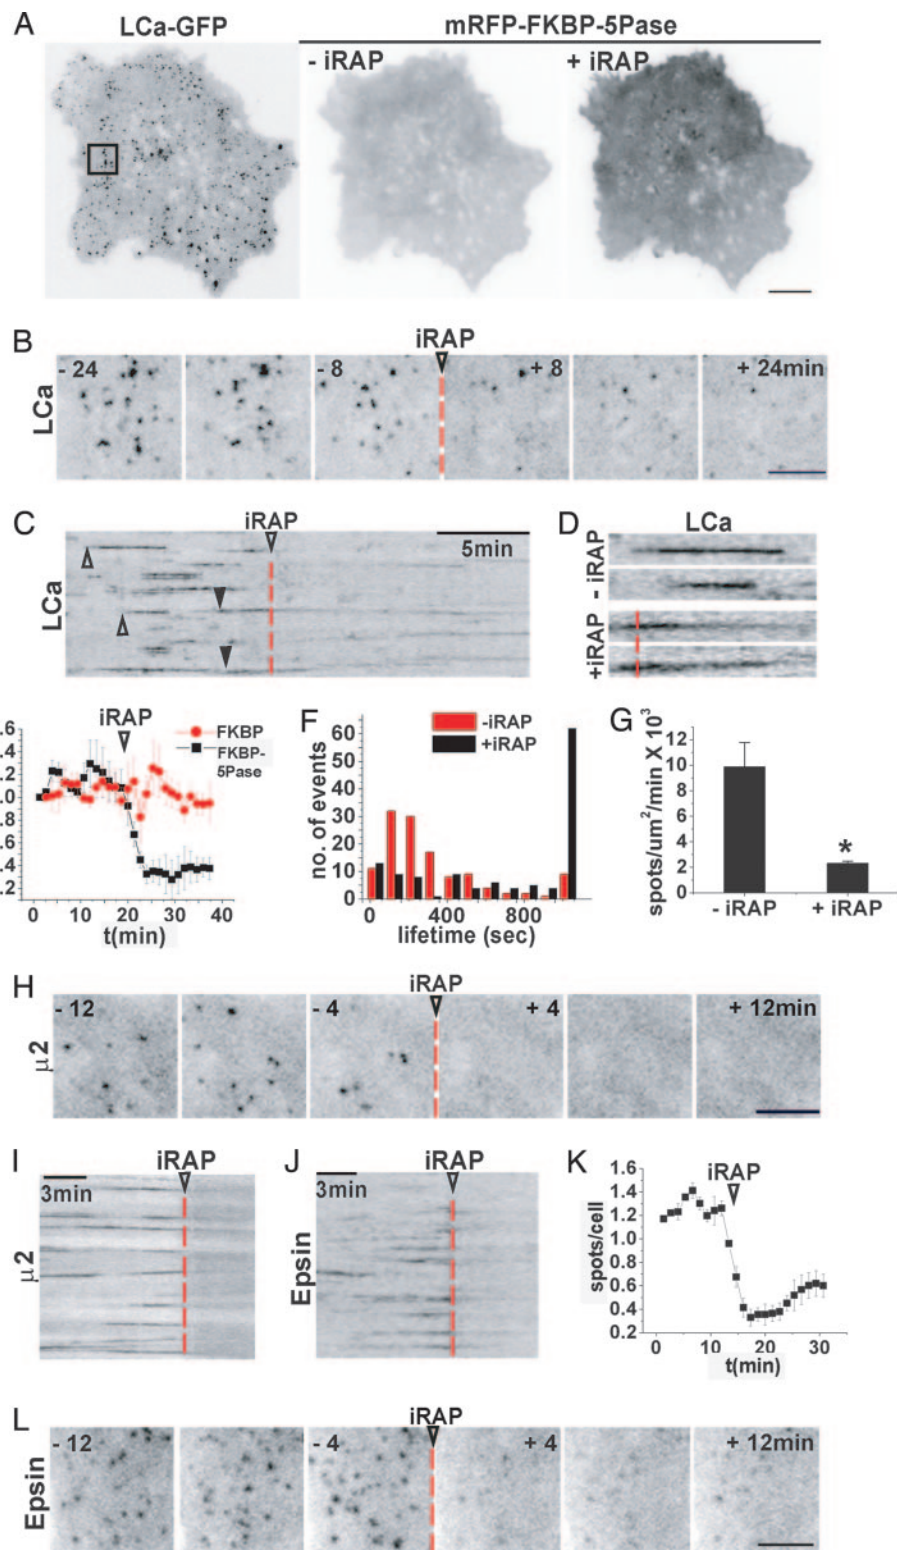 A
LCa-GFP
mRFP-FKBP-5Pase
- iRAP
+ iRAP
B
iRAP
LCa
- 24
- 8
+ 8
+ 24min
C
iRAP
LCa
5min
D
LCa
- iRAP
+iRAP
.6
.4
.2
.0
.8
.6
.4
.2
iRAP
FKBP
FKBP-
5Pase
0
10
20
30
40
t(min)
F
-iRAP
+iRAP
no. of events
60
50
40
30
20
10
0
0
400
800
lifetime (sec)
G
spots/um²/min X 10³
12
10
8
6
4
2
0
*
- iRAP
+ iRAP
H
iRAP
μ2
- 12
- 4
+ 4
+ 12min
I
iRAP
3min
μ2
J
iRAP
3min
Epsin
K
iRAP
spots/cell
1.6
1.4
1.2
1.0
0.8
0.6
0.4
0.2
0
10
20
30
t(min)
L
iRAP
Epsin
- 12
- 4
+ 4
+ 12min